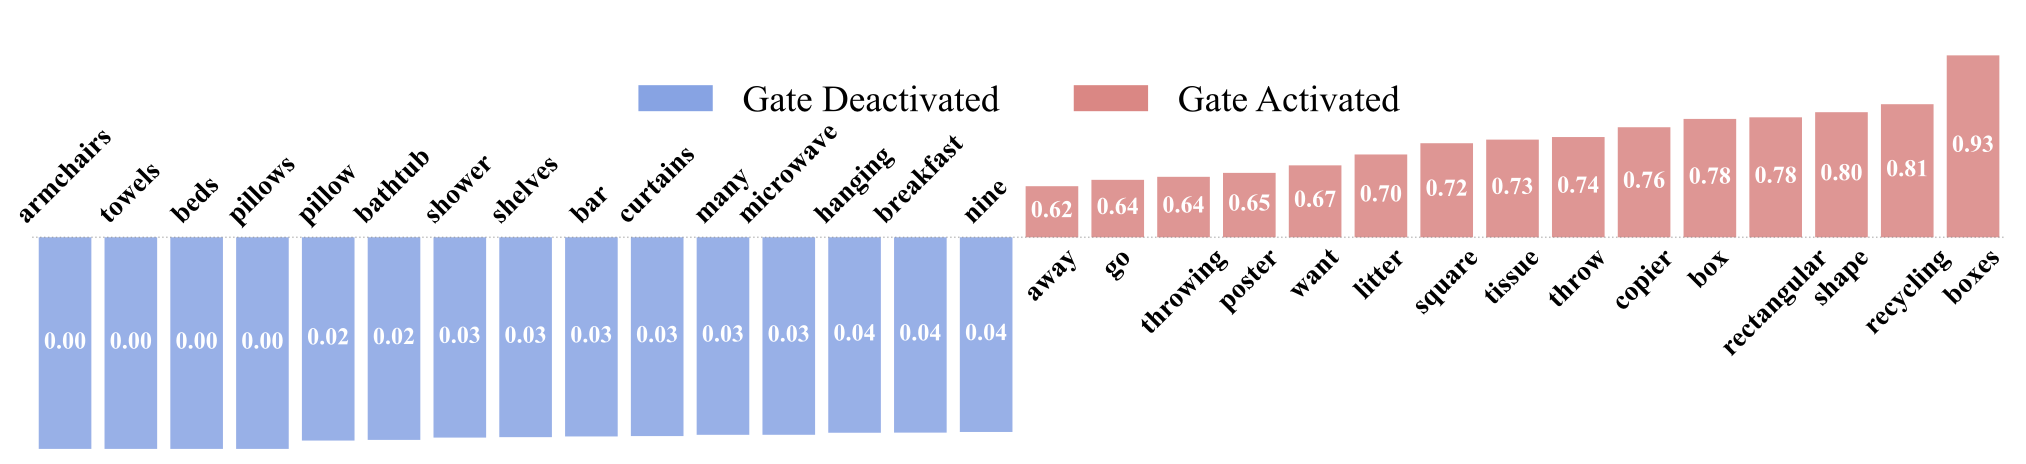 Gate Deactivated
Gate Activated
armchairs
towels
beds
pillows
pillow
bathtub
shower
shelves
bar
curtains
many
microwave
hanging
breakfast
nine
0.00
0.00
0.00
0.00
0.02
0.02
0.03
0.03
0.03
0.03
0.03
0.03
0.04
0.04
0.04
0.62
0.64
0.64
0.65
0.67
0.70
0.72
0.73
0.74
0.76
0.78
0.78
0.80
0.81
0.93
away
go
throwing
poster
want
litter
square
tissue
throw
copier
box
rectangular
shape
recycling
boxes